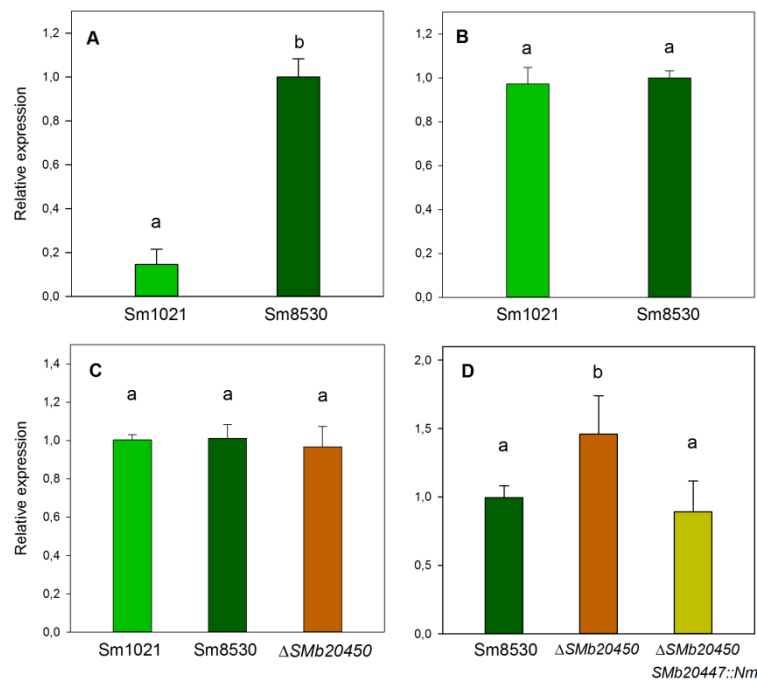 A
B
Relative expression
1,2
1,0
0,8
0,6
0,4
0,2
0,0
a
b
Sm1021
Sm8530
1,2
1,0
0,8
0,6
0,4
0,2
0,0
a
a
Sm1021
Sm8530
C
D
Relative expression
1,4
1,2
1,0
0,8
0,6
0,4
0,2
0,0
a
a
a
Sm1021
Sm8530
ΔSMb20450
2,0
1,5
1,0
0,5
0,0
a
b
a
Sm8530
ΔSMb20450
ΔSMb20450
SMb20447::Nm